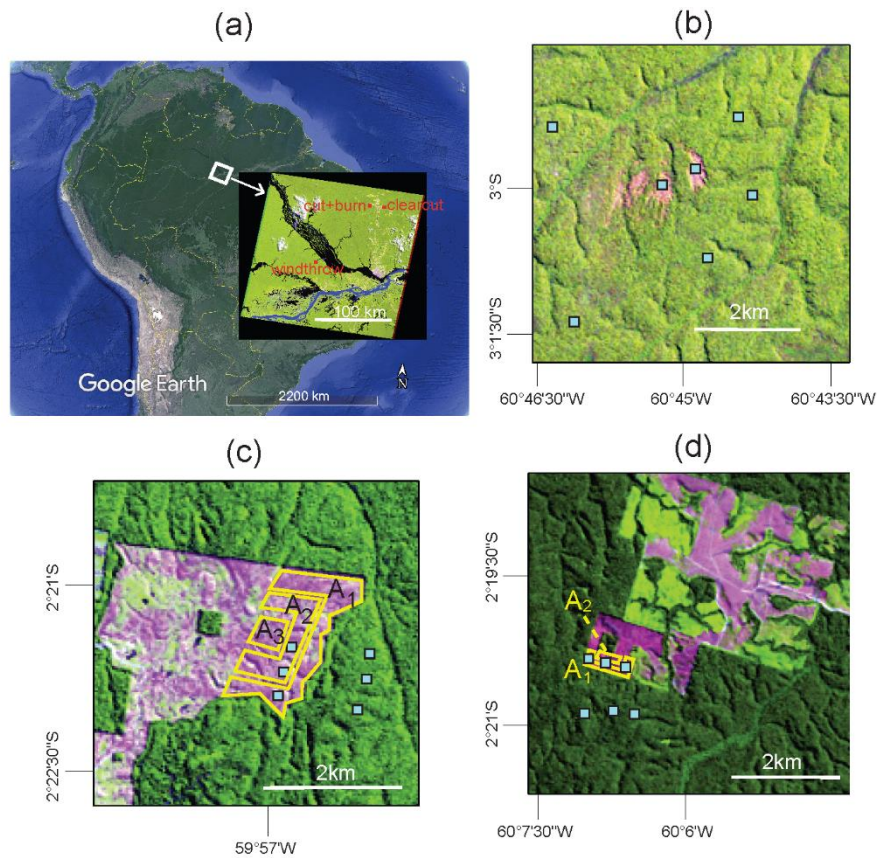 (a)
cut+burn
clearcut
windthrow
100 km
Google Earth
N
2200 km
(b)
3°S
3°1'30"S
2km
60°46'30"W
60°45'W
60°43'30"W
(c)
2°21'S
2°22'30"S
A1
A2
A3
2km
59°57'W
(d)
2°19'30"S
2°21'S
A2
A1
2km
60°7'30"W
60°6'W